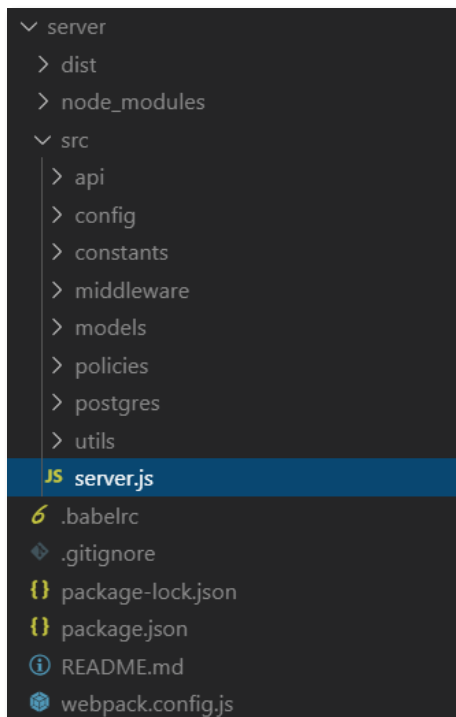 server
dist
node_modules
src
api
config
constants
middleware
models
policies
postgres
utils
JS server.js
.babelrc
.gitignore
{} package-lock.json
{} package.json
README.md
webpack.config.js